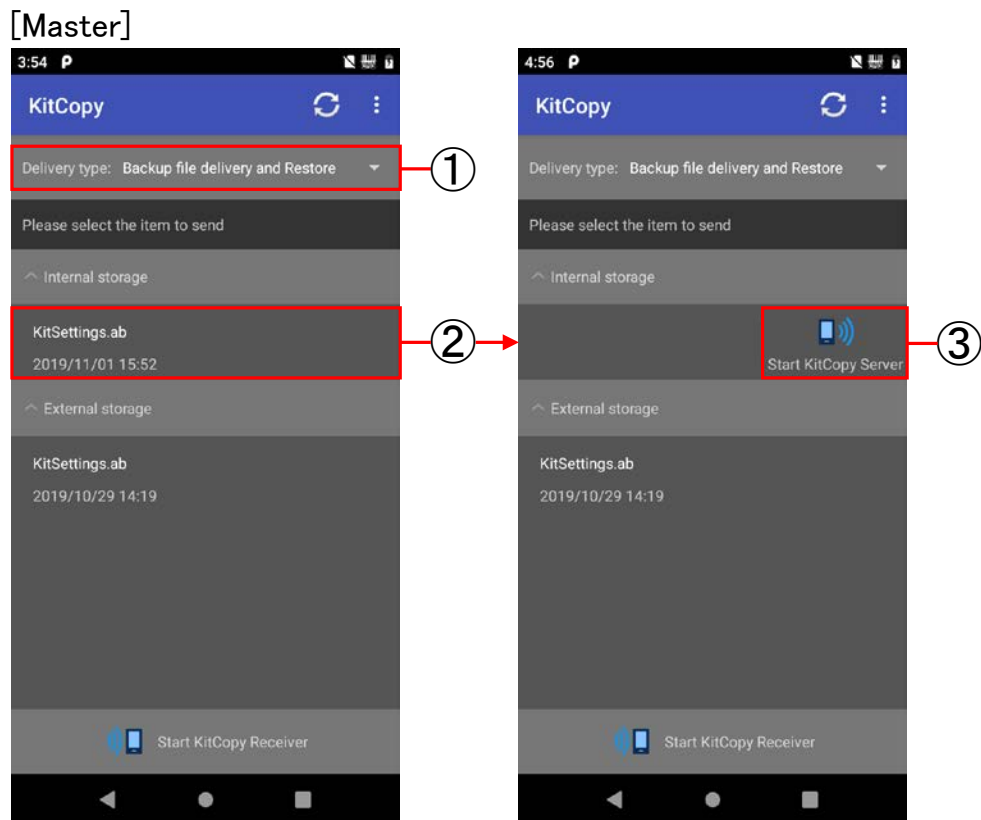 [Master]
3:54
KitCopy
Delivery type: Backup file delivery and Restore
①
Please select the item to send
Internal storage
KitSettings.ab
2019/11/01 15:52
②
External storage
KitSettings.ab
2019/10/29 14:19
Start KitCopy Receiver
4:56
KitCopy
Delivery type: Backup file delivery and Restore
Please select the item to send
Internal storage
Start KitCopy Server
③
External storage
KitSettings.ab
2019/10/29 14:19
Start KitCopy Receiver